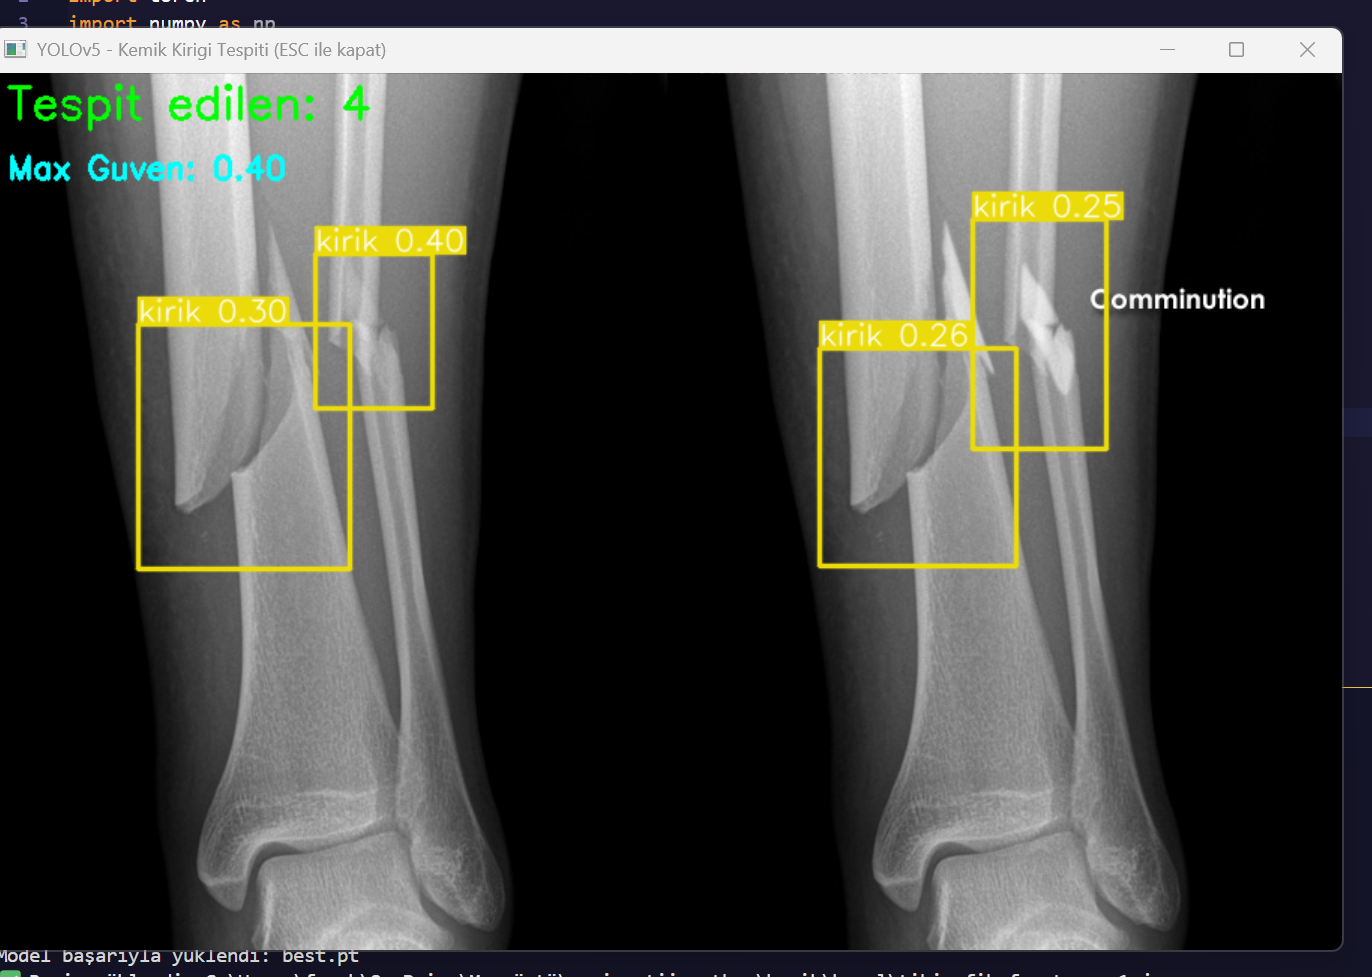 3 import numpy as np
YOLOv5 - Kemik Kirigi Tespiti (ESC ile kapat)
Tespit edilen: 4
Max Guven: 0.40
kirik 0.25
kirik 0.40
Comminution
kirik 0.30
kirik 0.26
Model başarıyla yüklendi: best.pt